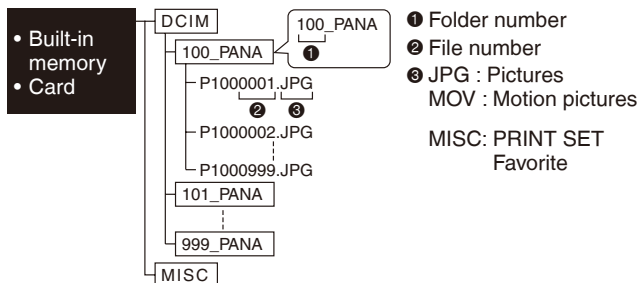 • Built-in
memory
• Card
DCIM
100_PANA
P1000001.JPG
❷ ❸
P1000002.JPG
P1000999.JPG
101_PANA
999_PANA
MISC
100_PANA
❶
❶ Folder number
❷ File number
❸ JPG : Pictures
MOV : Motion pictures
MISC: PRINT SET
Favorite